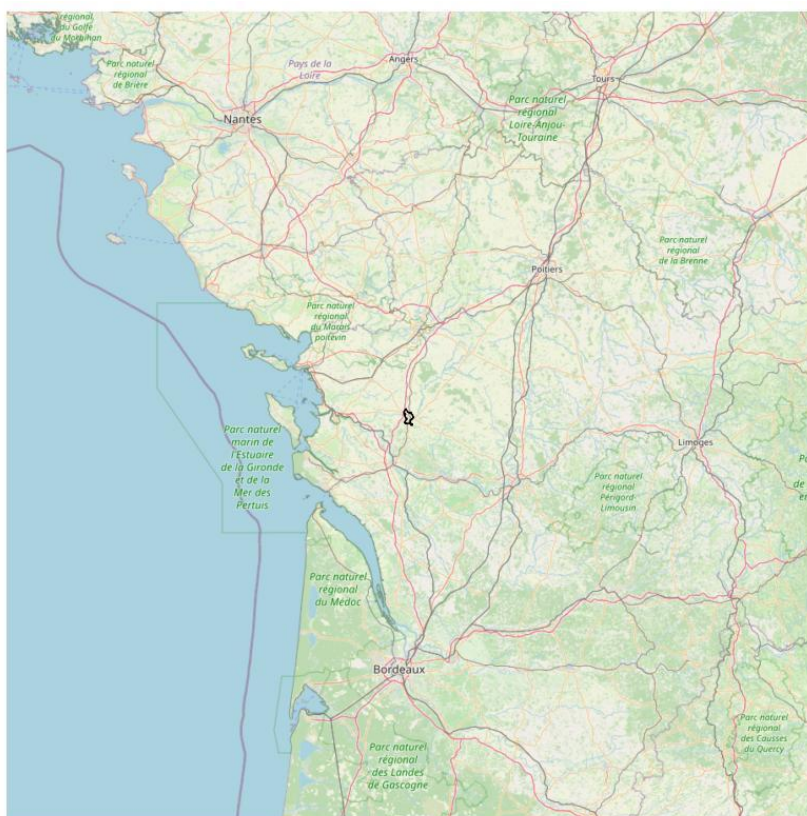 régional
du Golfe
du Morbihan
Parc naturel
régional
de Brière
Pays de la
Loire
Angers
Tours
Nantes
Parc naturel
régional
Loire-Anjou-
Touraine
Parc naturel
régional
de la Brenne
Poitiers
Parc naturel
régional
du Marais
poitevin
Parc naturel
marin de
l'Estuaire
de la Gironde
et de la
Mer des
Pertuis
Limoges
Parc naturel
régional
Périgord-
Limousin
Parc naturel
régional
du Médoc
Bordeaux
Parc naturel
régional
des Landes
de Gascogne
Parc naturel
régional
des Causses
du Quercy